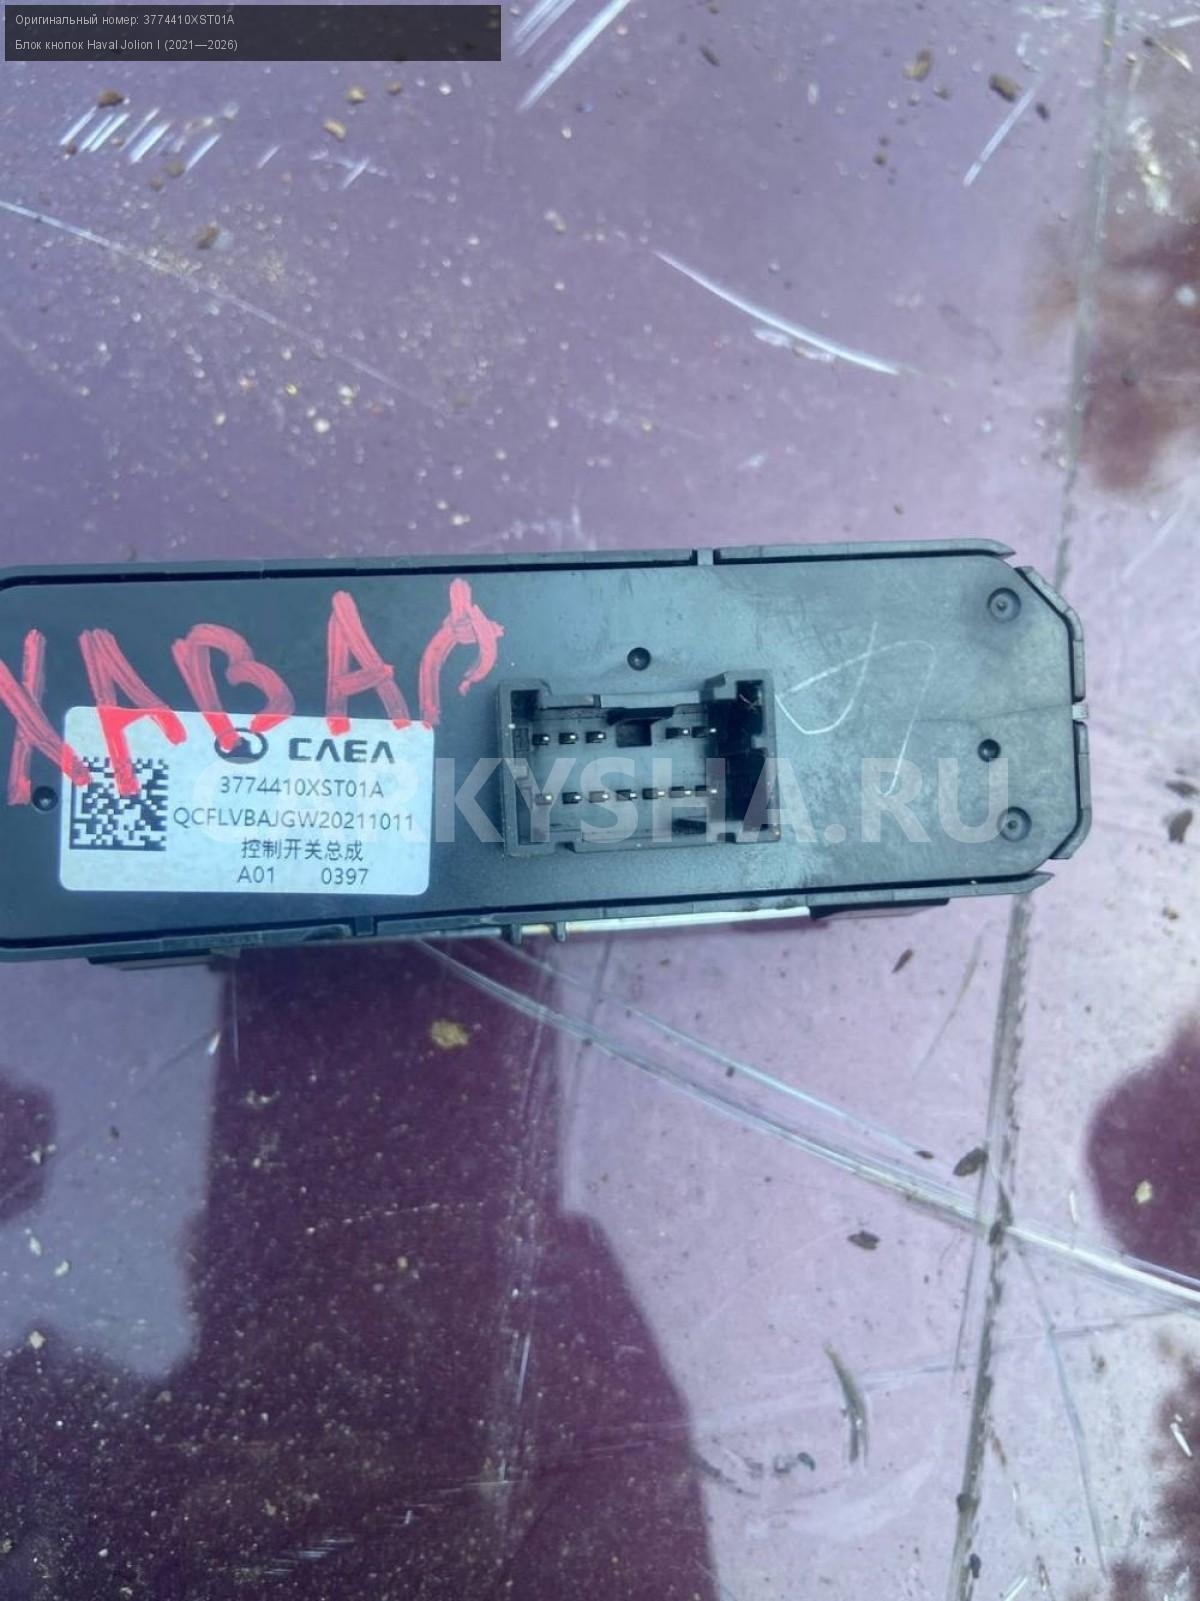 Оригинальный номер: 3774410XST01A
Блок кнопок Haval Jolion I (2021—2026)
ХАВАЛ
CAEA
3774410XST01A
QCFLVBAJGW20211011
控制开关总成
A01 0397
CARKYSHA.RU